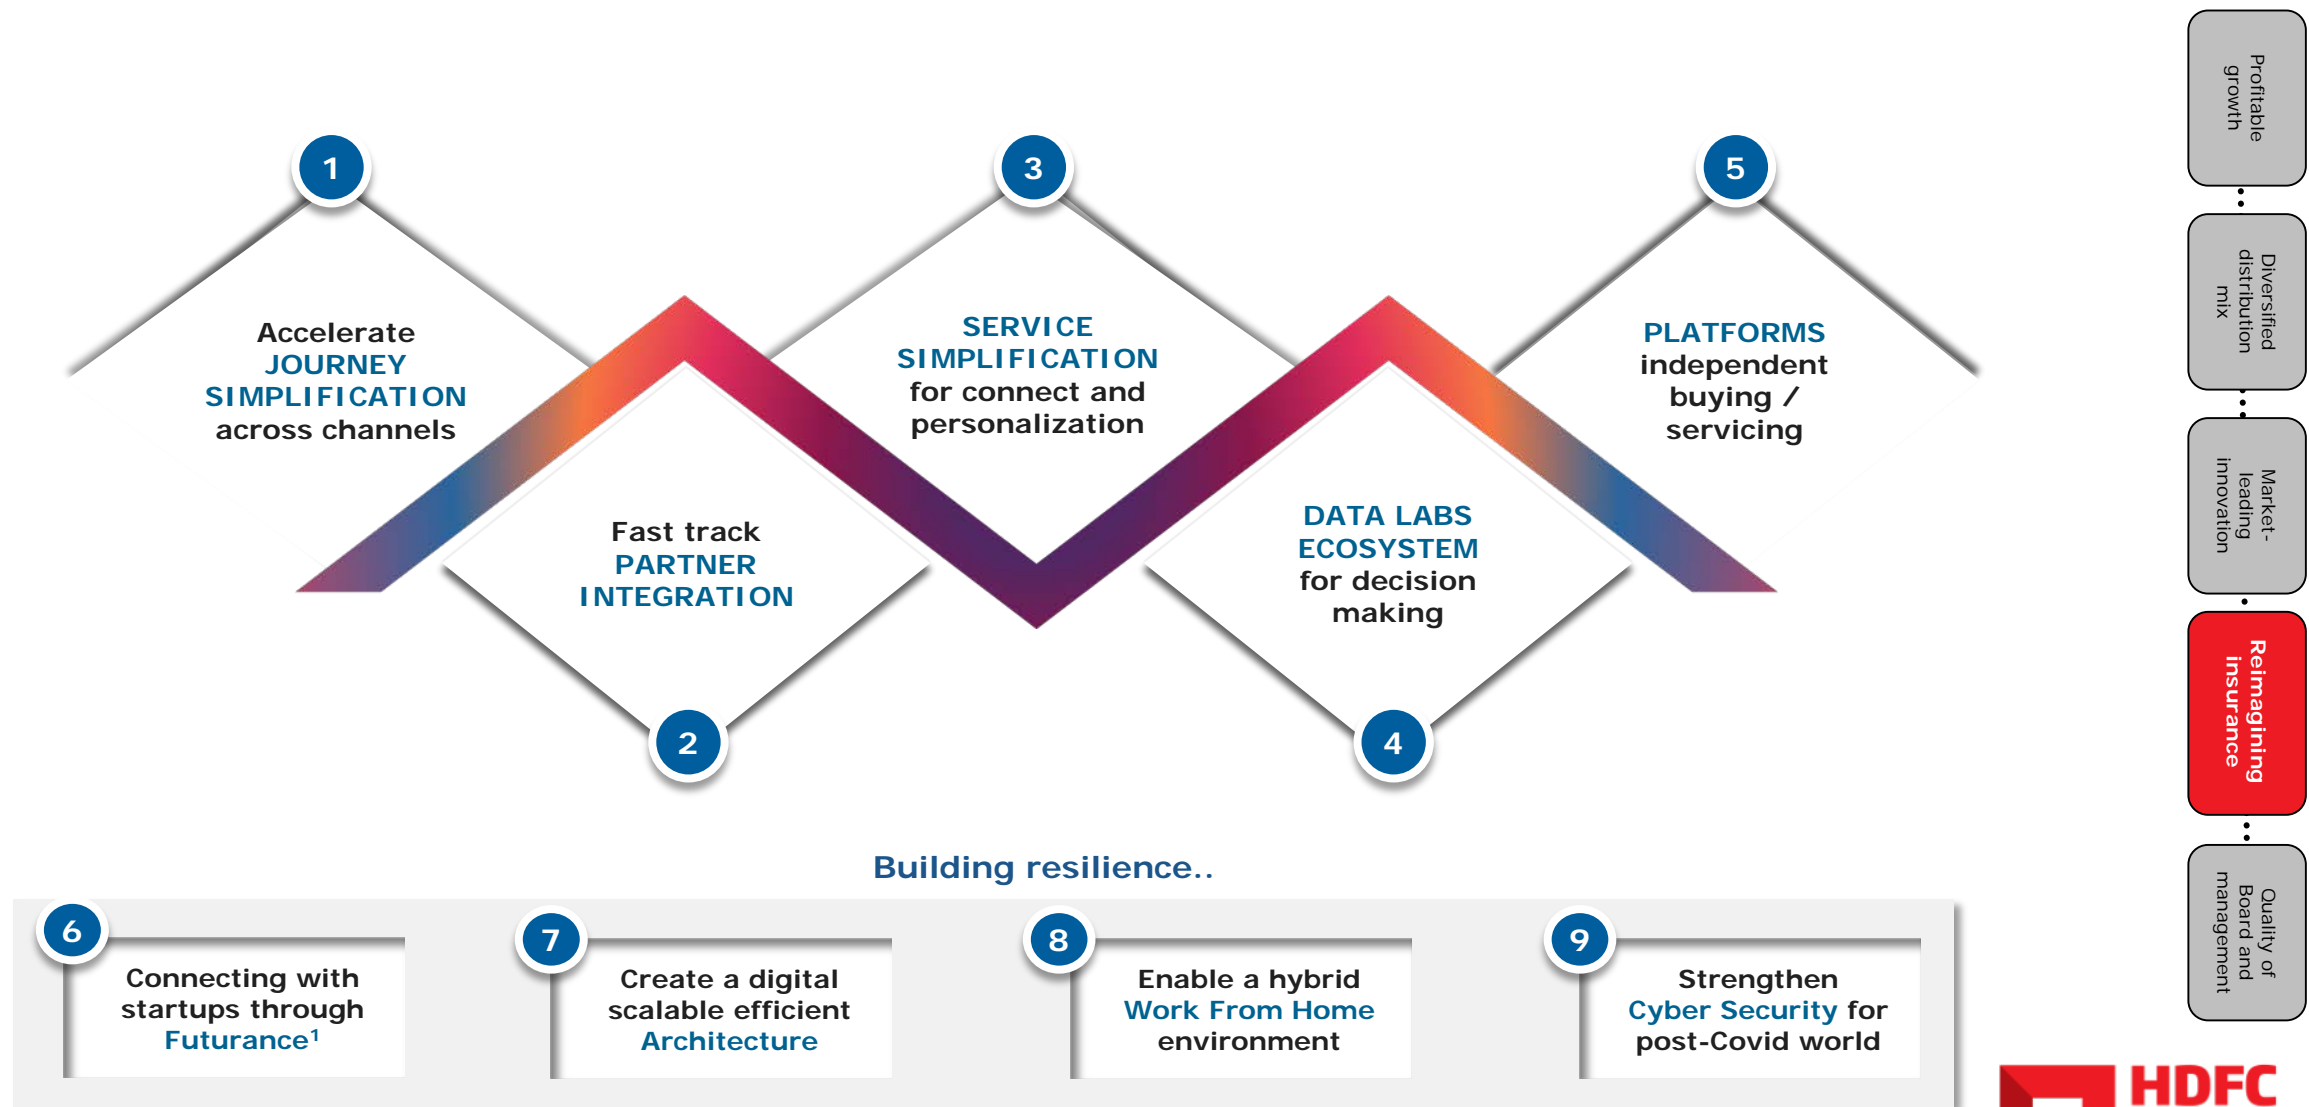 1
Accelerate
JOURNEY
SIMPLIFICATION
across channels
2
Fast track
PARTNER
INTEGRATION
3
SERVICE
SIMPLIFICATION
for connect and
personalization
4
DATA LABS
ECOSYSTEM
for decision
making
5
PLATFORMS
independent
buying /
servicing
Building resilience..
6
Connecting with
startups through
Futurance¹
7
Create a digital
scalable efficient
Architecture
8
Enable a hybrid
Work From Home
environment
9
Strengthen
Cyber Security for
post-Covid world
Profitable
growth
Diversified
distribution
mix
Market-
leading
innovation
Reimagining
insurance
Quality of
Board and
management
HDFC